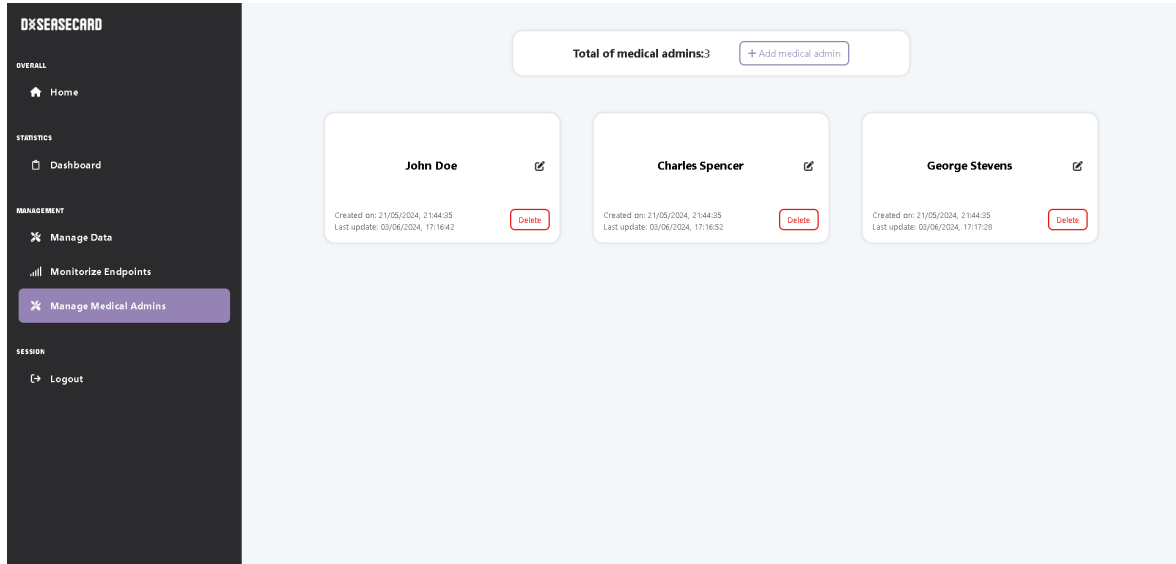 DISEASECARD
OVERALL
Home
STATISTICS
Dashboard
MANAGEMENT
Manage Data
Monitorize Endpoints
Manage Medical Admins
SESSION
Logout
Total of medical admins:3
+ Add medical admin
John Doe
Created on: 21/05/2024, 21:44:35
Last update: 03/06/2024, 17:16:42
Delete
Charles Spencer
Created on: 21/05/2024, 21:44:35
Last update: 03/06/2024, 17:16:52
Delete
George Stevens
Created on: 21/05/2024, 21:44:35
Last update: 03/06/2024, 17:17:28
Delete